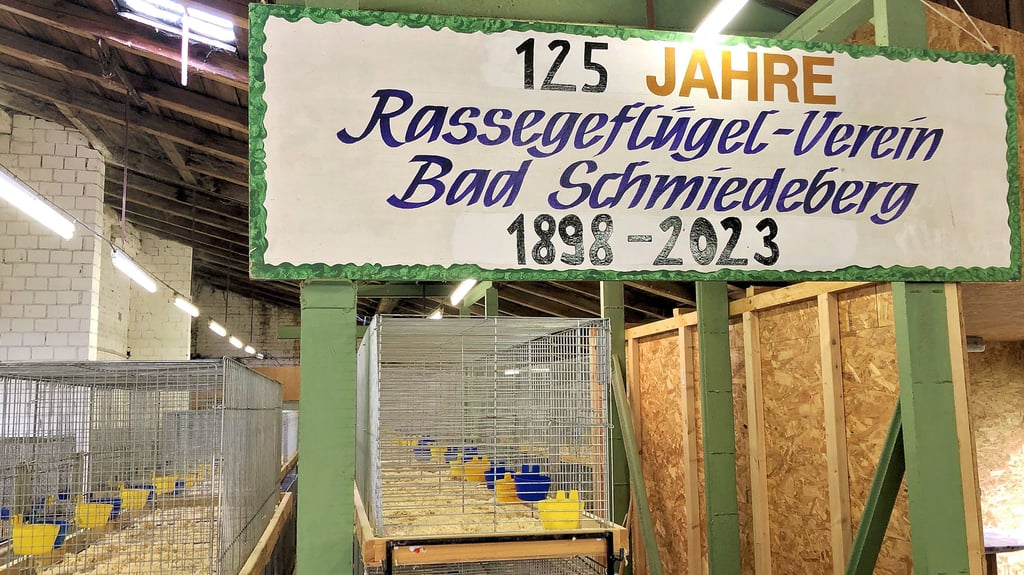 125 JAHRE
Rassegeflügel-Verein
Bad Schmiedeberg
1898-2023